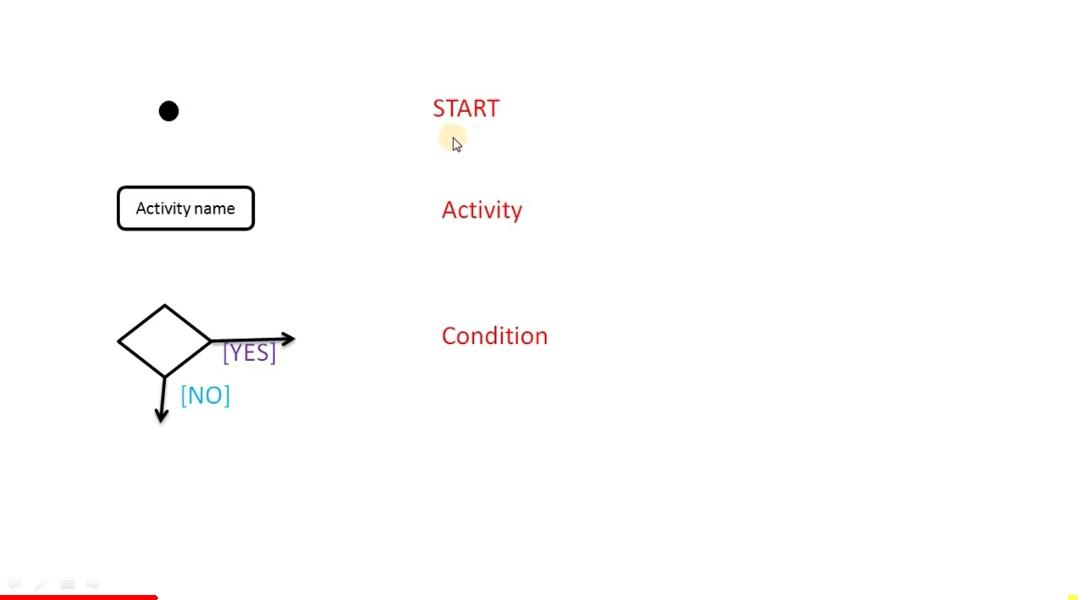 START
Activity name
Activity
Condition
[YES]
[NO]